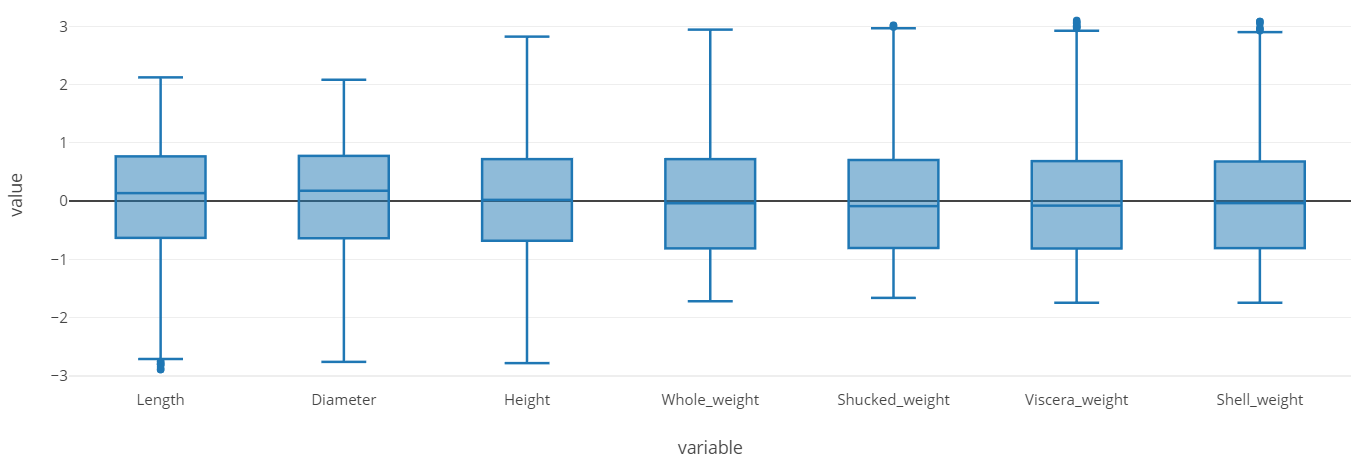 value
3
2
1
0
−1
−2
−3
Length Diameter Height Whole_weight Shucked_weight Viscera_weight Shell_weight
variable